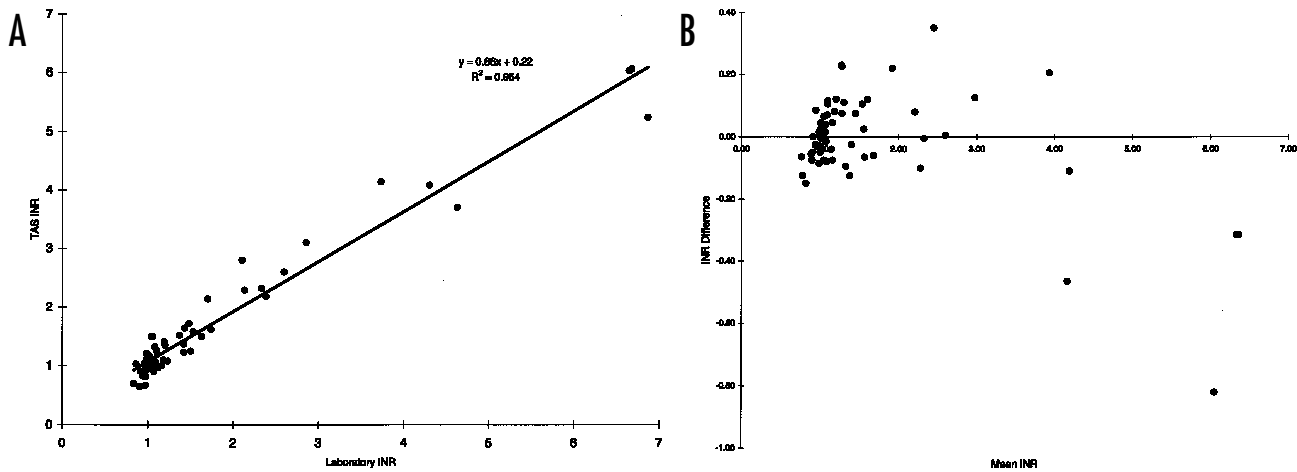 A
7
y = 0.86x + 0.22
R² = 0.954
6
5
4
3
2
1
0
TAS INR
0 1 2 3 4 5 6 7
Laboratory INR
B
0.40
0.20
0.00
-0.20
-0.40
-0.60
-0.80
-1.00
INR Difference
0.00 2.00 3.00 4.00 5.00 6.00 7.00
Mean INR